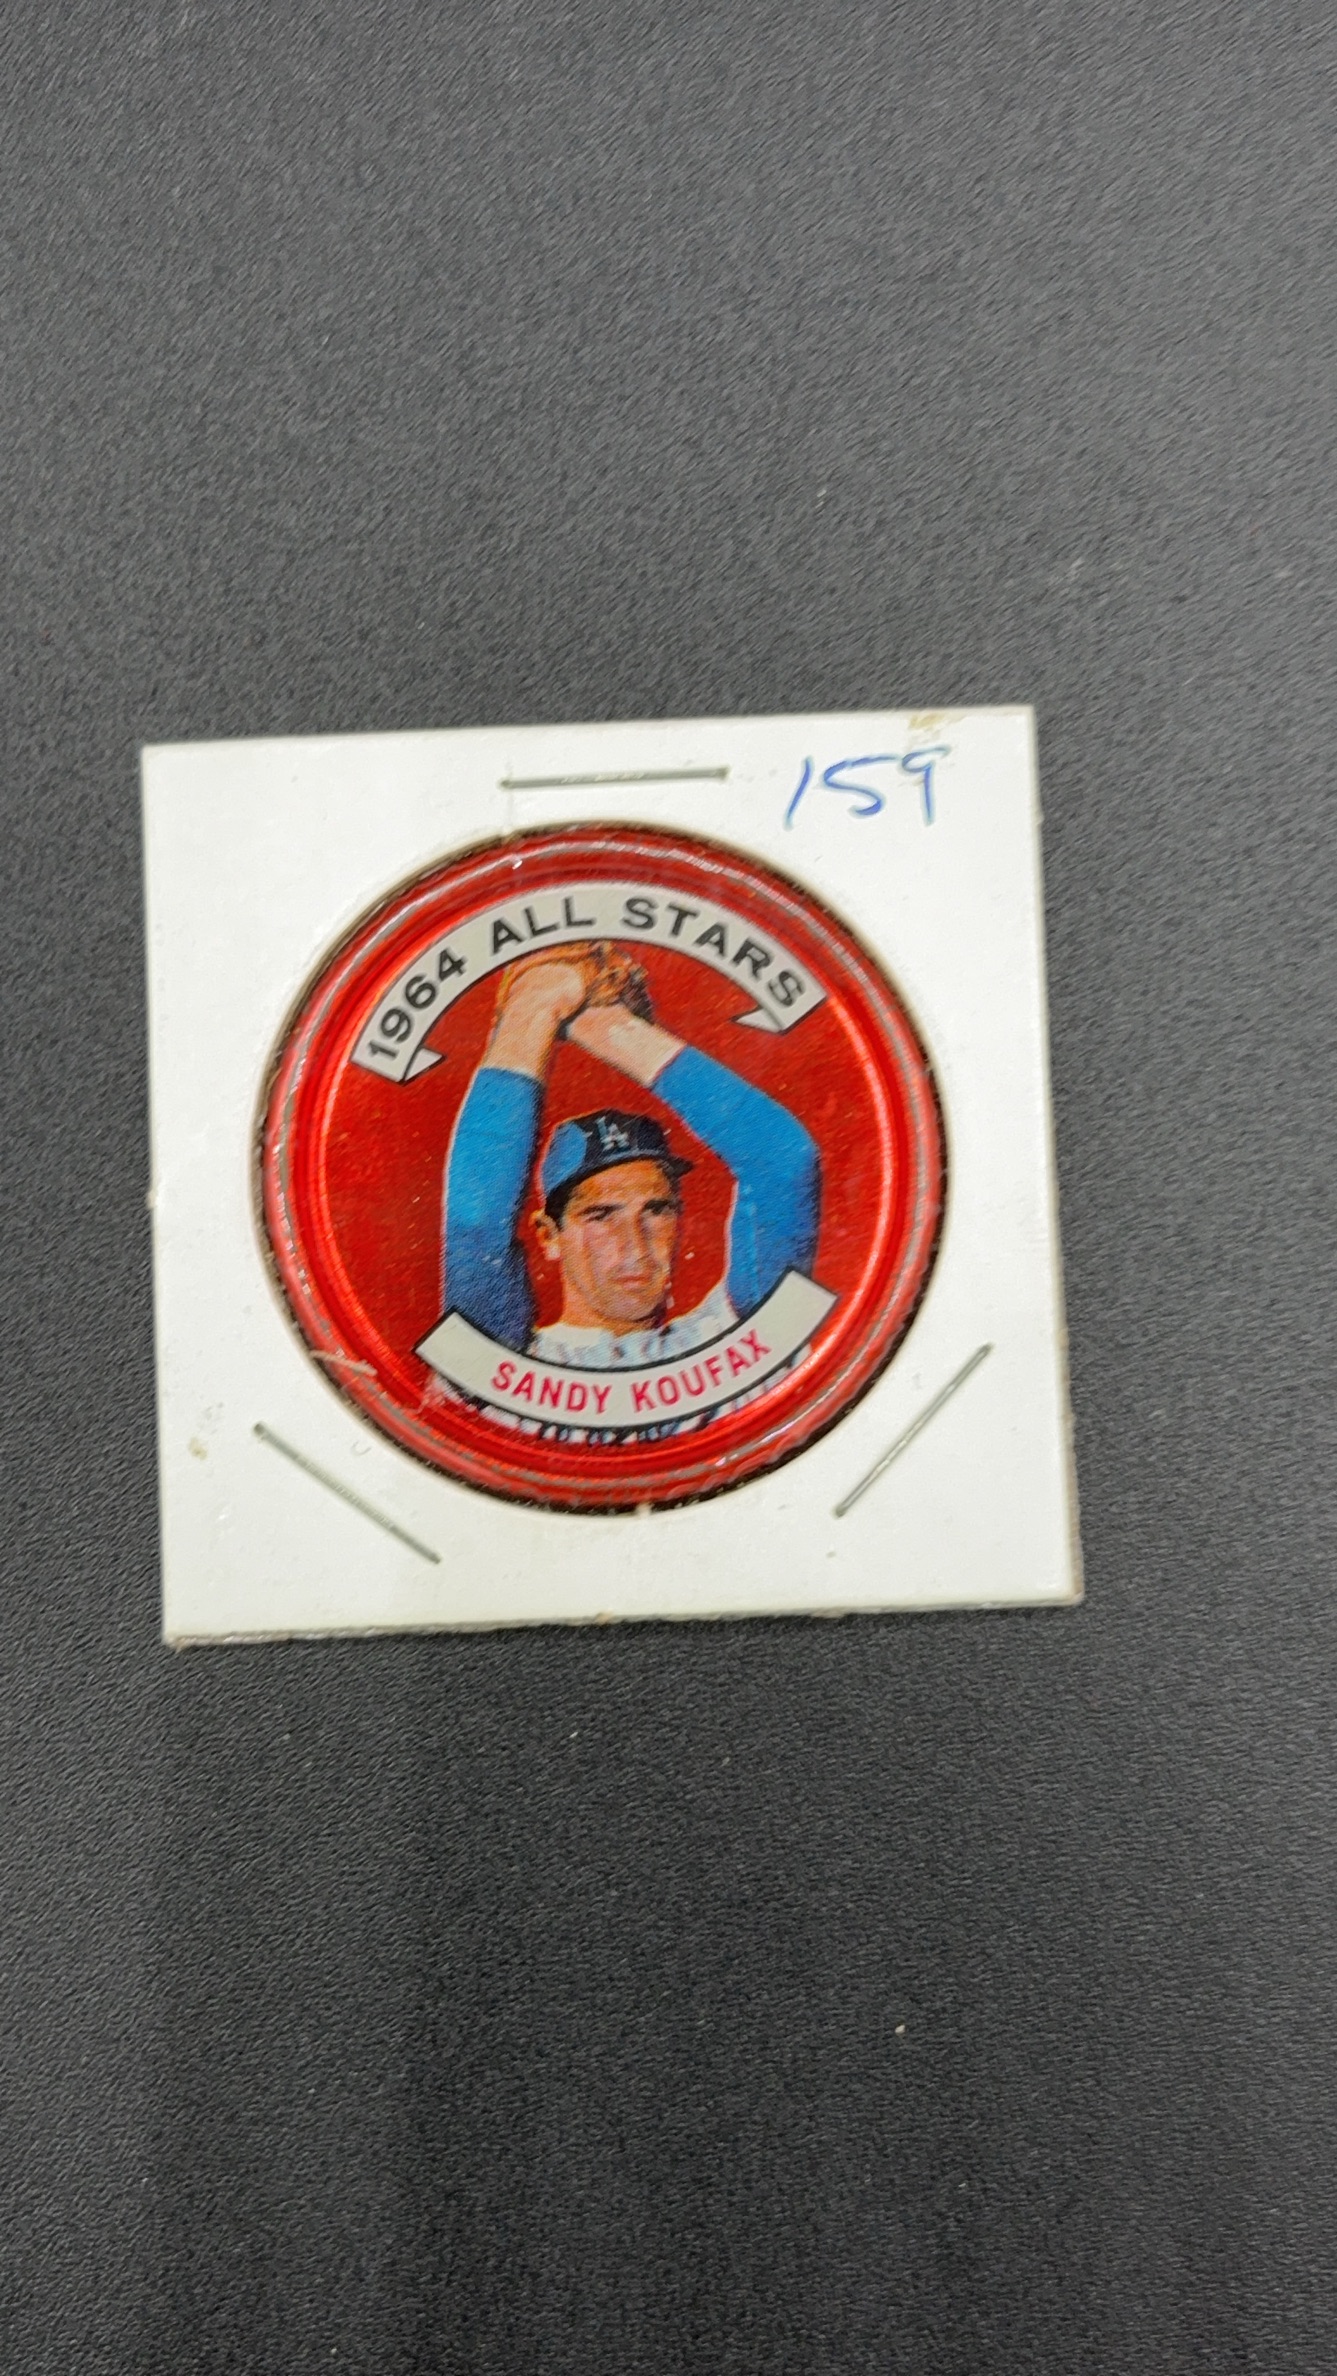 159
1964 ALL STARS
LA
SANDY KOUFAX